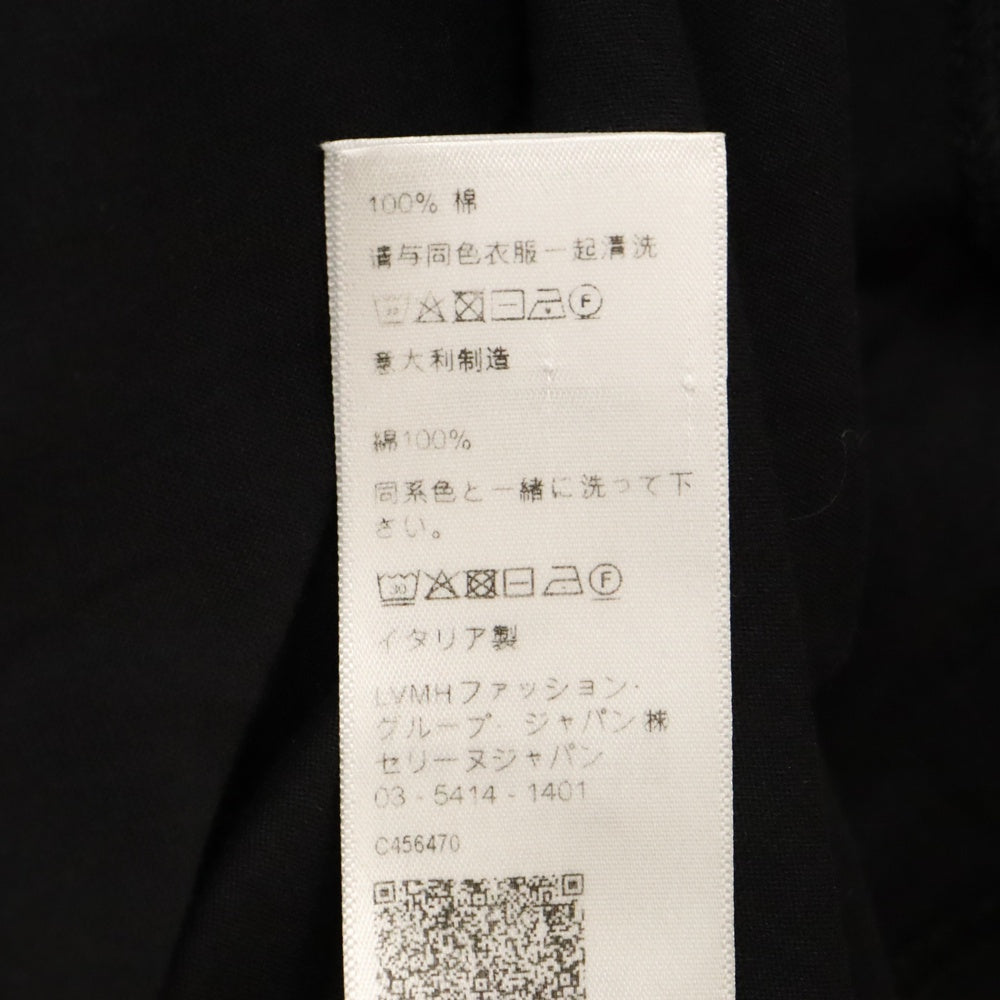 100% 棉
请与同色衣服一起清洗
30 F
意大利制造
綿100%
同系色と一緒に洗って下
さい。
30 F
イタリア製
LVMHファッション·
グループ．ジャパン株
セリーヌジャパン
03 - 5414 - 1401
C456470